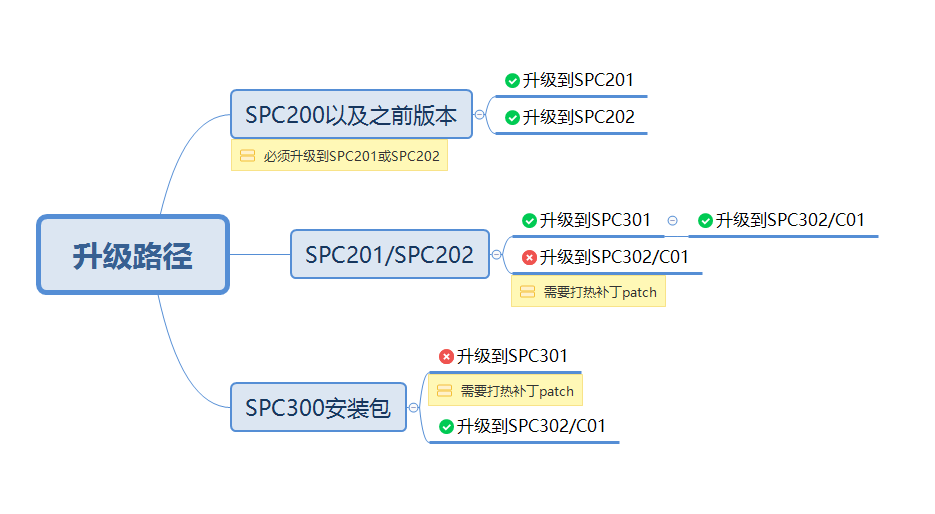 升级路径
SPC200以及之前版本
必须升级到SPC201或SPC202
升级到SPC201
升级到SPC202
SPC201/SPC202
升级到SPC301
升级到SPC302/C01
升级到SPC302/C01
需要打热补丁patch
SPC300安装包
升级到SPC301
需要打热补丁patch
升级到SPC302/C01